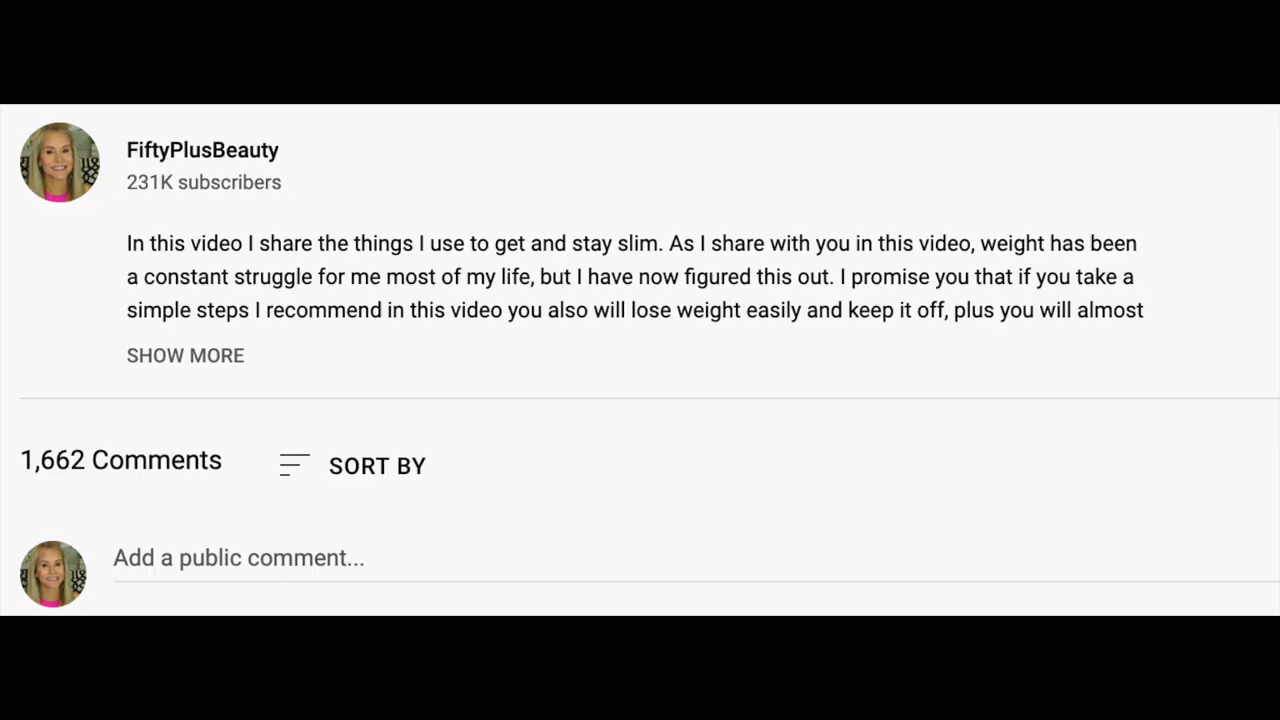 FiftyPlusBeauty
231K subscribers
In this video I share the things I use to get and stay slim. As I share with you in this video, weight has been
a constant struggle for me most of my life, but I have now figured this out. I promise you that if you take a
simple steps I recommend in this video you also will lose weight easily and keep it off, plus you will almost
SHOW MORE
1,662 Comments
SORT BY
Add a public comment...